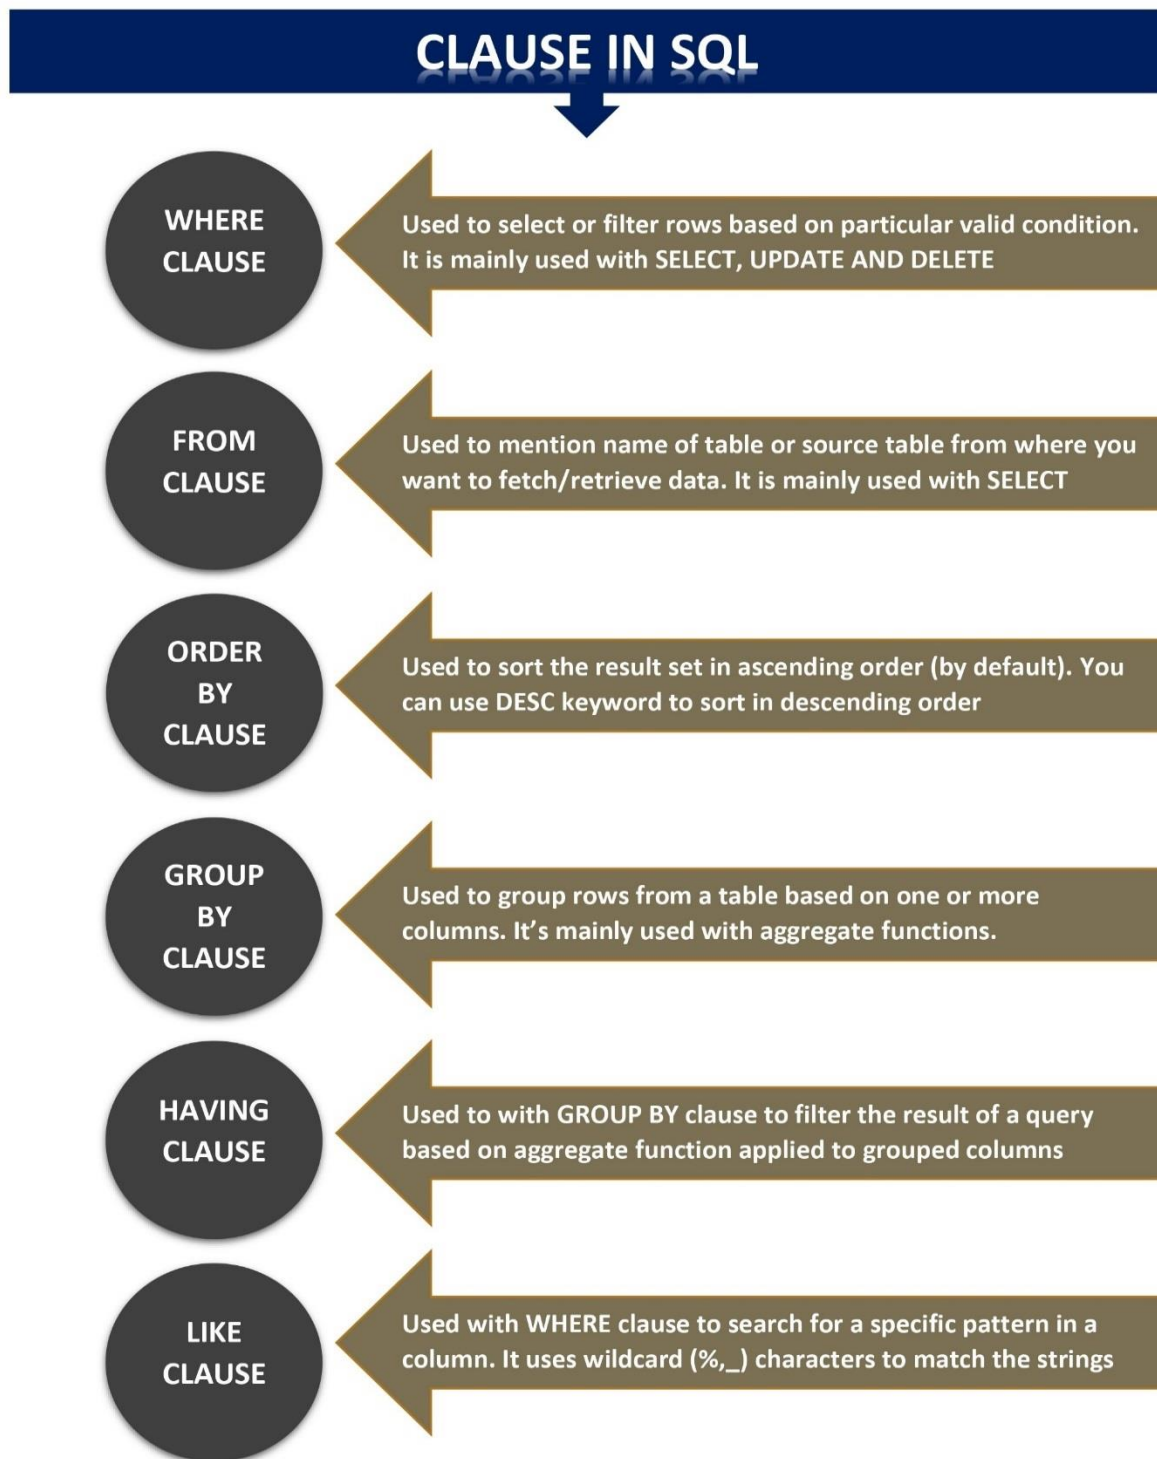 CLAUSE IN SQL
WHERE
CLAUSE
Used to select or filter rows based on particular valid condition.
It is mainly used with SELECT, UPDATE AND DELETE
FROM
CLAUSE
Used to mention name of table or source table from where you
want to fetch/retrieve data. It is mainly used with SELECT
ORDER
BY
CLAUSE
Used to sort the result set in ascending order (by default). You
can use DESC keyword to sort in descending order
GROUP
BY
CLAUSE
Used to group rows from a table based on one or more
columns. It’s mainly used with aggregate functions.
HAVING
CLAUSE
Used to with GROUP BY clause to filter the result of a query
based on aggregate function applied to grouped columns
LIKE
CLAUSE
Used with WHERE clause to search for a specific pattern in a
column. It uses wildcard (%,_) characters to match the strings